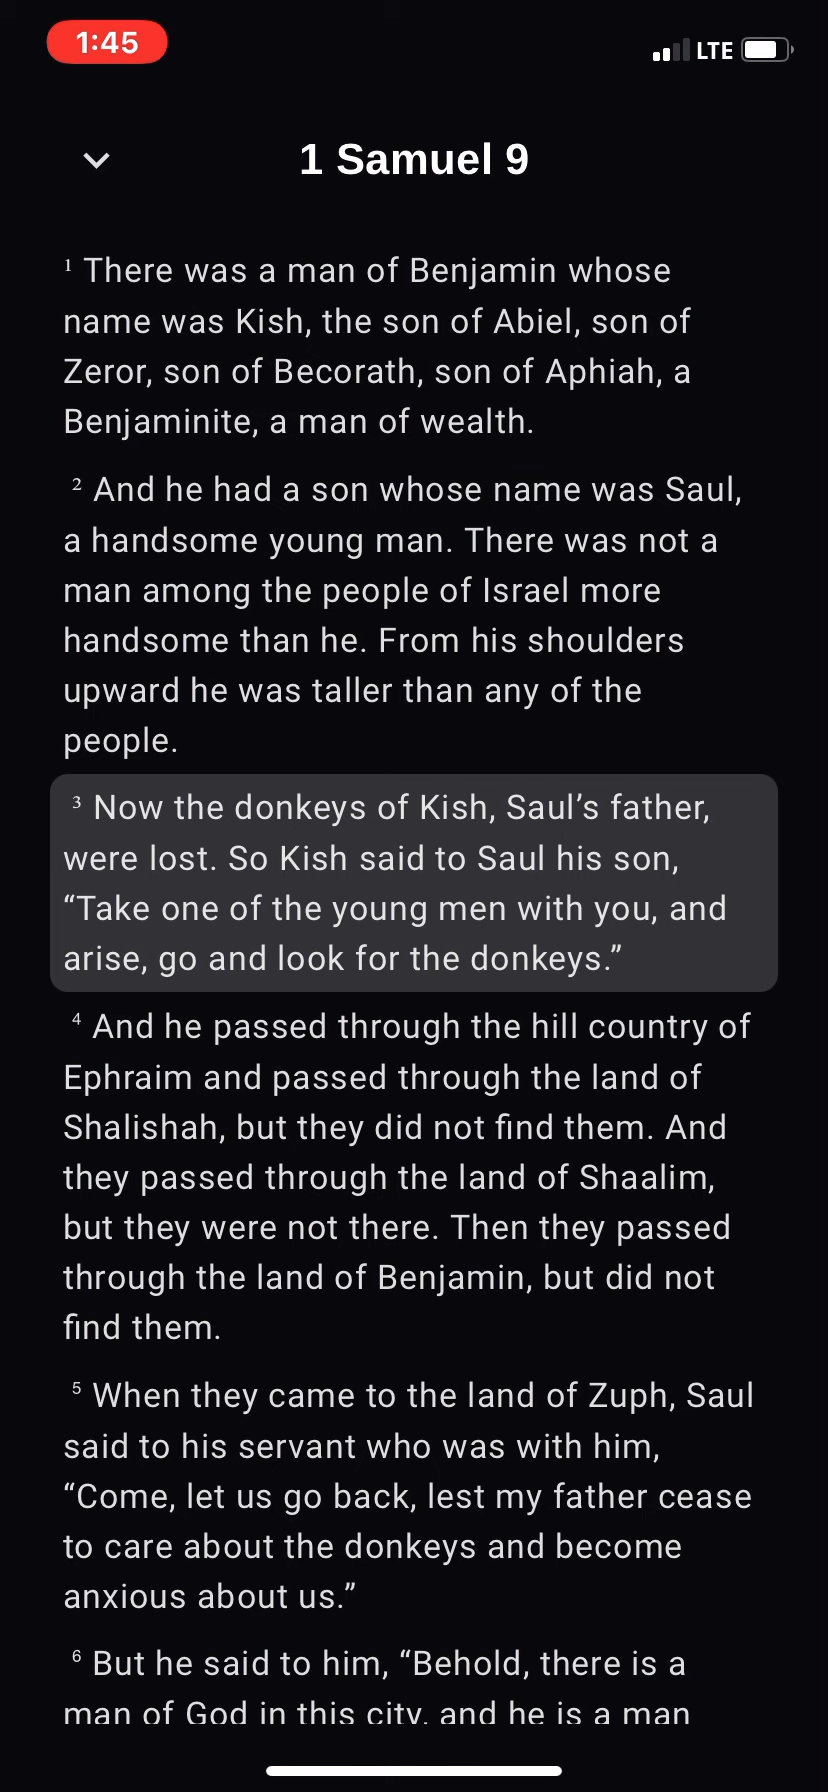 1:45
LTE
1 Samuel 9
1 There was a man of Benjamin whose
name was Kish, the son of Abiel, son of
Zeror, son of Becorath, son of Aphiah, a
Benjaminite, a man of wealth.
2 And he had a son whose name was Saul,
a handsome young man. There was not a
man among the people of Israel more
handsome than he. From his shoulders
upward he was taller than any of the
people.
3 Now the donkeys of Kish, Saul’s father,
were lost. So Kish said to Saul his son,
“Take one of the young men with you, and
arise, go and look for the donkeys.”
4 And he passed through the hill country of
Ephraim and passed through the land of
Shalishah, but they did not find them. And
they passed through the land of Shaalim,
but they were not there. Then they passed
through the land of Benjamin, but did not
find them.
5 When they came to the land of Zuph, Saul
said to his servant who was with him,
“Come, let us go back, lest my father cease
to care about the donkeys and become
anxious about us.”
6 But he said to him, “Behold, there is a
man of God in this city, and he is a man